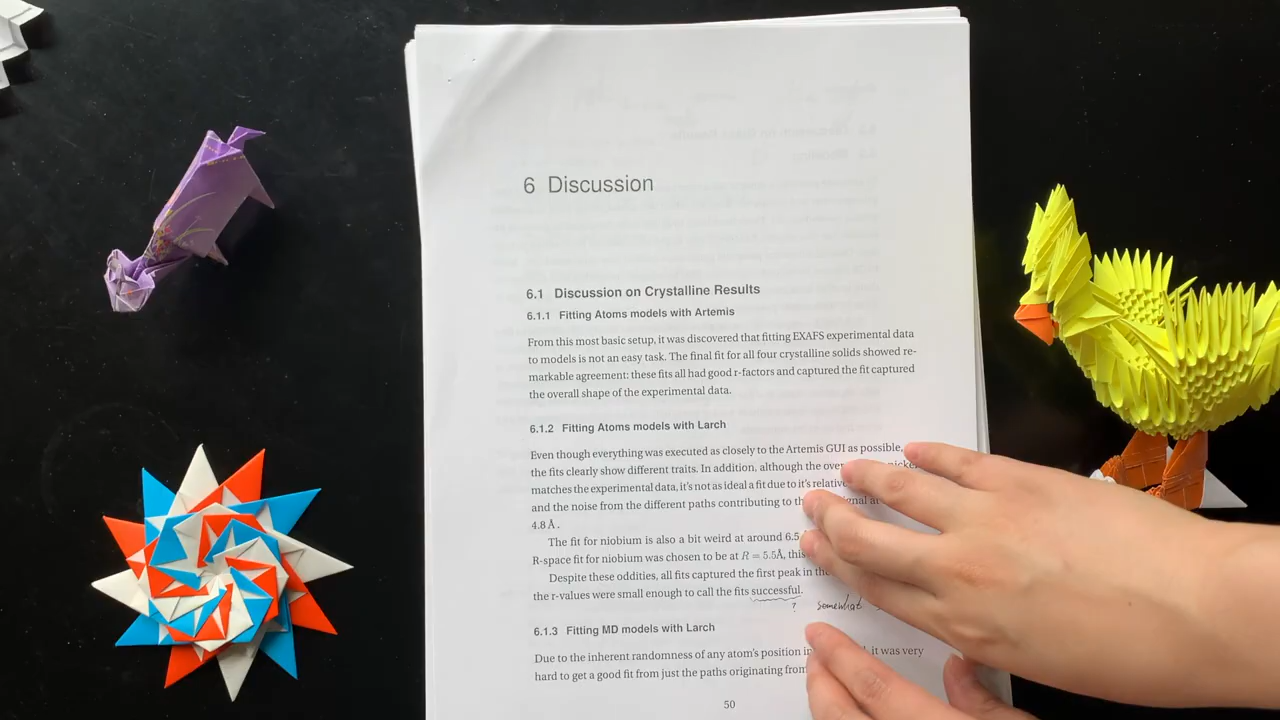 6 Discussion
6.1 Discussion on Crystalline Results
6.1.1 Fitting Atoms models with Artemis
From this most basic setup, it was discovered that fitting EXAFS experimental data
to models is not an easy task. The final fit for all four crystalline solids showed re-
markable agreement: these fits all had good r-factors and captured the fit captured
the overall shape of the experimental data.
6.1.2 Fitting Atoms models with Larch
Even though everything was executed as closely to the Artemis GUI as possible,
the fits clearly show different traits. In addition, although the
matches the experimental data, it's not as ideal a fit due to it's
and the noise from the different paths contributing to
4.8 Å.
The fit for niobium is also a bit weird at around 6.5
R-space fit for niobium was chosen to be at R = 5.5Å,
Despite these oddities, all fits captured the first peak in
the r-values were small enough to call the fits successful.
? somewhat
6.1.3 Fitting MD models with Larch
Due to the inherent randomness of any atom's position it was very
hard to get a good fit from just the paths originating from
50